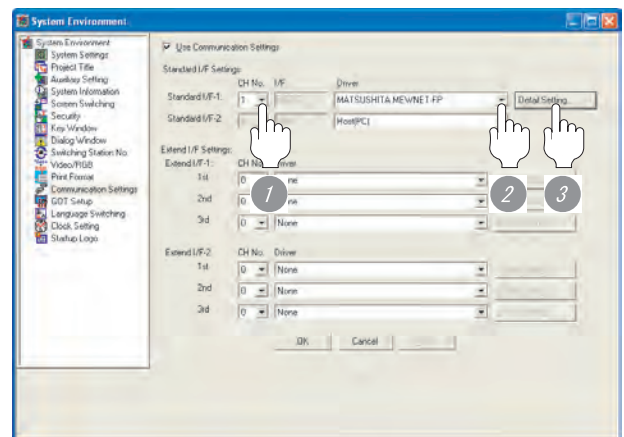 System Environment
System Environment
System Settings
Project Title
Auxiliary Setting
System Information
Screen Switching
Security
Key Window
Dialog Window
Switching Station No.
Video/RGB
Print Format
Communication Settings
GOT Setup
Language Switching
Clock Setting
Startup Logo
Use Communication Settings
Standard I/F Settings
CH No. I/F Driver
Standard I/F-1: 1 MATSUSHITA MEWNET-FP Detail Setting...
Standard I/F-2: Host(PC)
Extend I/F Settings:
Extend I/F-1: CH No. Driver
1st 0
2nd 0
3rd 0 None
1 2 3
Extend I/F-2: CH No. Driver
1st 0 None
2nd 0 None
3rd 0 None
OK Cancel